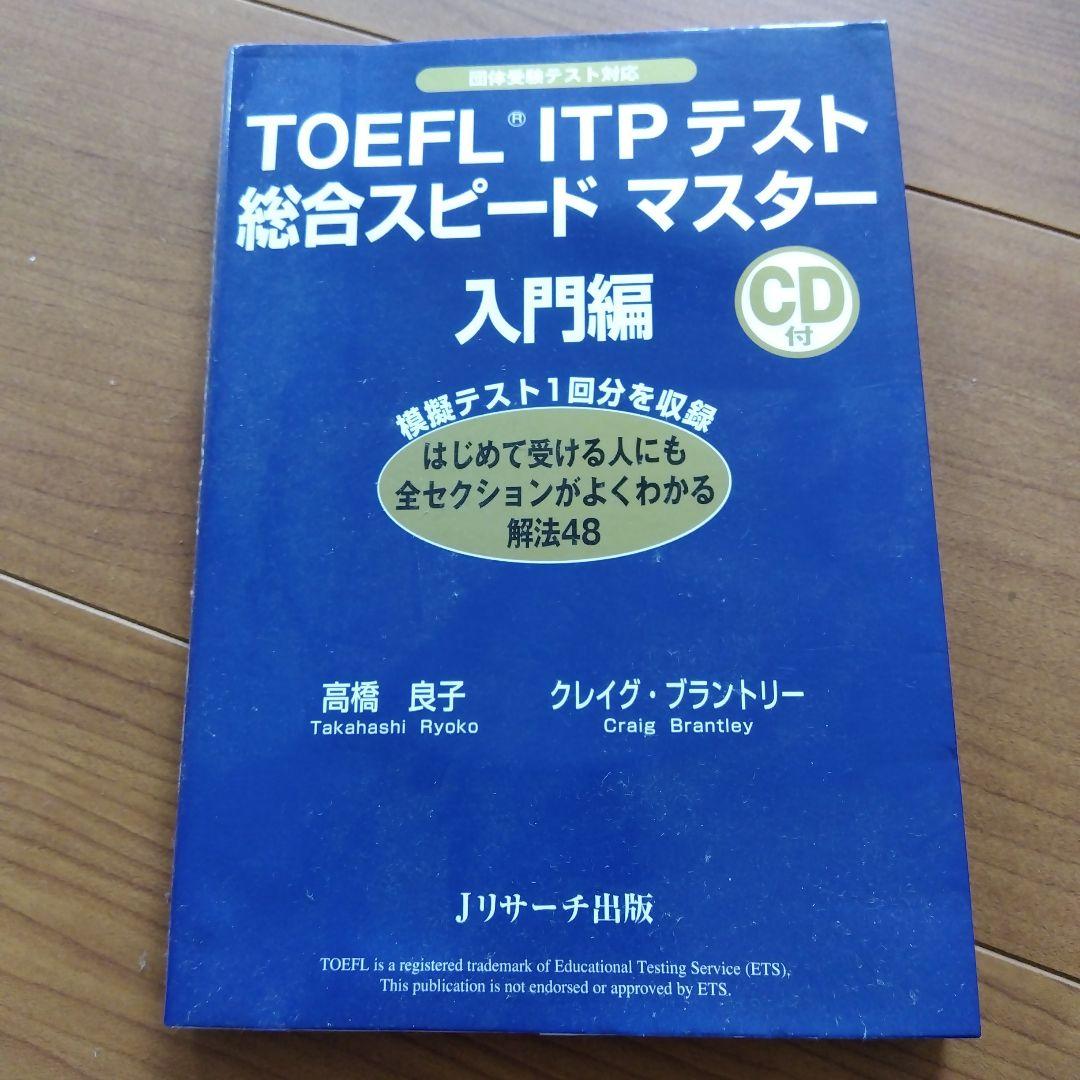 団体受験テスト対応
TOEFL® ITP テスト
総合スピード マスター
入門編
CD
付
模擬テスト1回分を収録
はじめて受ける人にも
全セクションがよくわかる
解法48
高橋 良子
Takahashi Ryoko
クレイグ・ブラントリー
Craig Brantley
Jリサーチ出版
TOEFL is a registered trademark of Educational Testing Service (ETS),
This publication is not endorsed or approved by ETS.